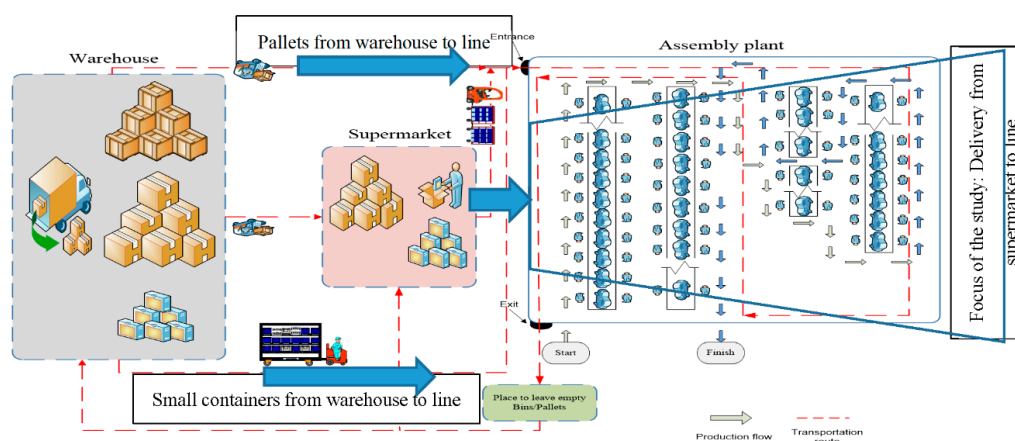 Pallets from warehouse to line
Entrance
Assembly plant
Warehouse
Supermarket
Focus of the study: Delivery from
supermarket to line
Exit
Start
Finish
Small containers from warehouse to line
Place to leave empty
Bins/Pallets
Production flow
Transportation
route